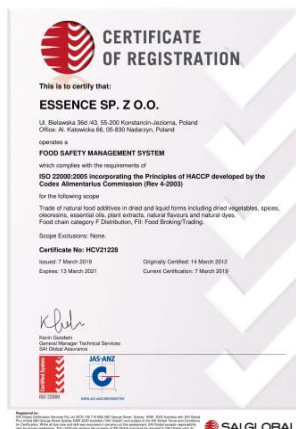 CERTIFICATE
OF REGISTRATION
This is to certify that:
ESSENCE SP. Z O.O.
Ul. Bielawska 36d /43, 55-200 Konstancin-Jeziorna, Poland
Office: Al. Katowicka 66, 05-830 Nadarzyn, Poland
operates a
FOOD SAFETY MANAGEMENT SYSTEM
which complies with the requirements of
ISO 22000:2005 incorporating the Principles of HACCP developed by the
Codex Alimentarius Commission (Rev 4-2003)
for the following scope
Trade of natural food additives in dried and liquid forms including dried vegetables, spices,
oleoresins, essential oils, plant extracts, natural flavours and natural dyes.
Food chain category F Distribution, FII: Food Broking/Trading.
Scope Exclusions: None.
Certificate No: HCV21228
Issued: 7 March 2019 Originally Certified: 14 March 2012
Expires: 13 March 2021 Current Certification: 7 March 2019
Kevin Goodwin
General Manager Technical Services
SAI Global Assurance
Certified System
ISO 22000
JAS-ANZ
Registered by:
SAI GLOBAL